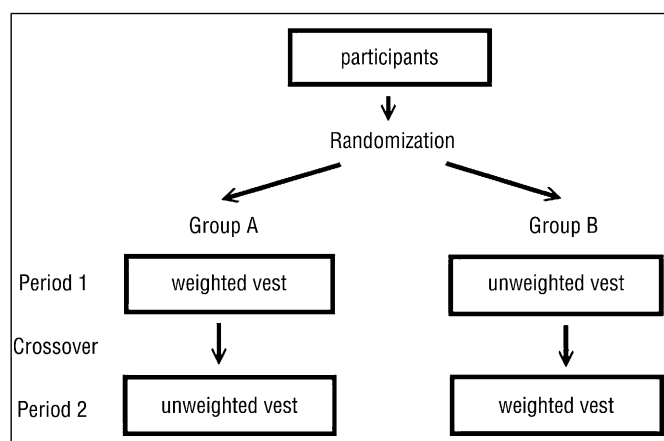 participants
Randomization
Group A Group B
Period 1 weighted vest unweighted vest
Crossover
Period 2 unweighted vest weighted vest